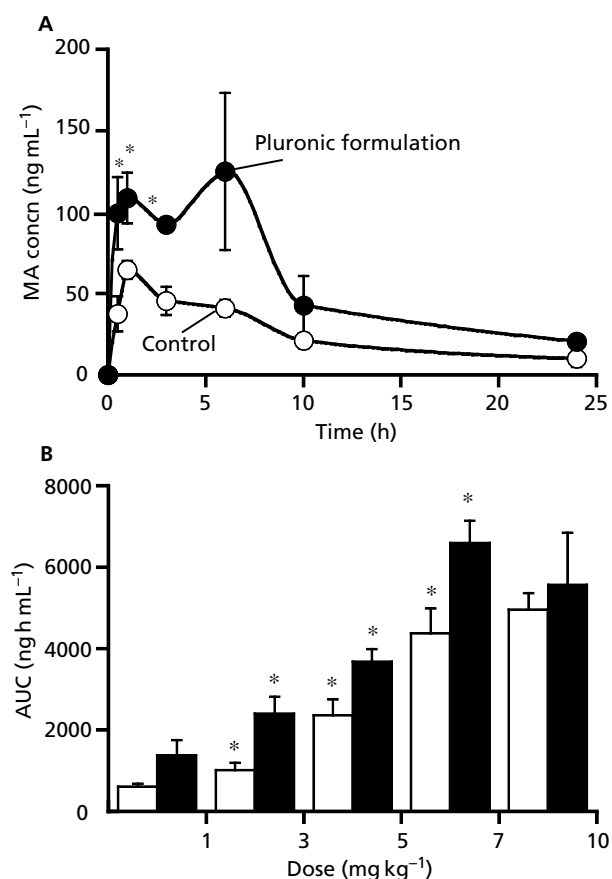 A
200
150
100
50
0
MA concn (ng mL⁻¹)
* * *
Pluronic formulation
Control
0 5 10 15 20 25
Time (h)
B
8000
6000
4000
2000
0
AUC (ng h mL⁻¹)
* * * * * *
1 3 5 7 10
Dose (mg kg⁻¹)